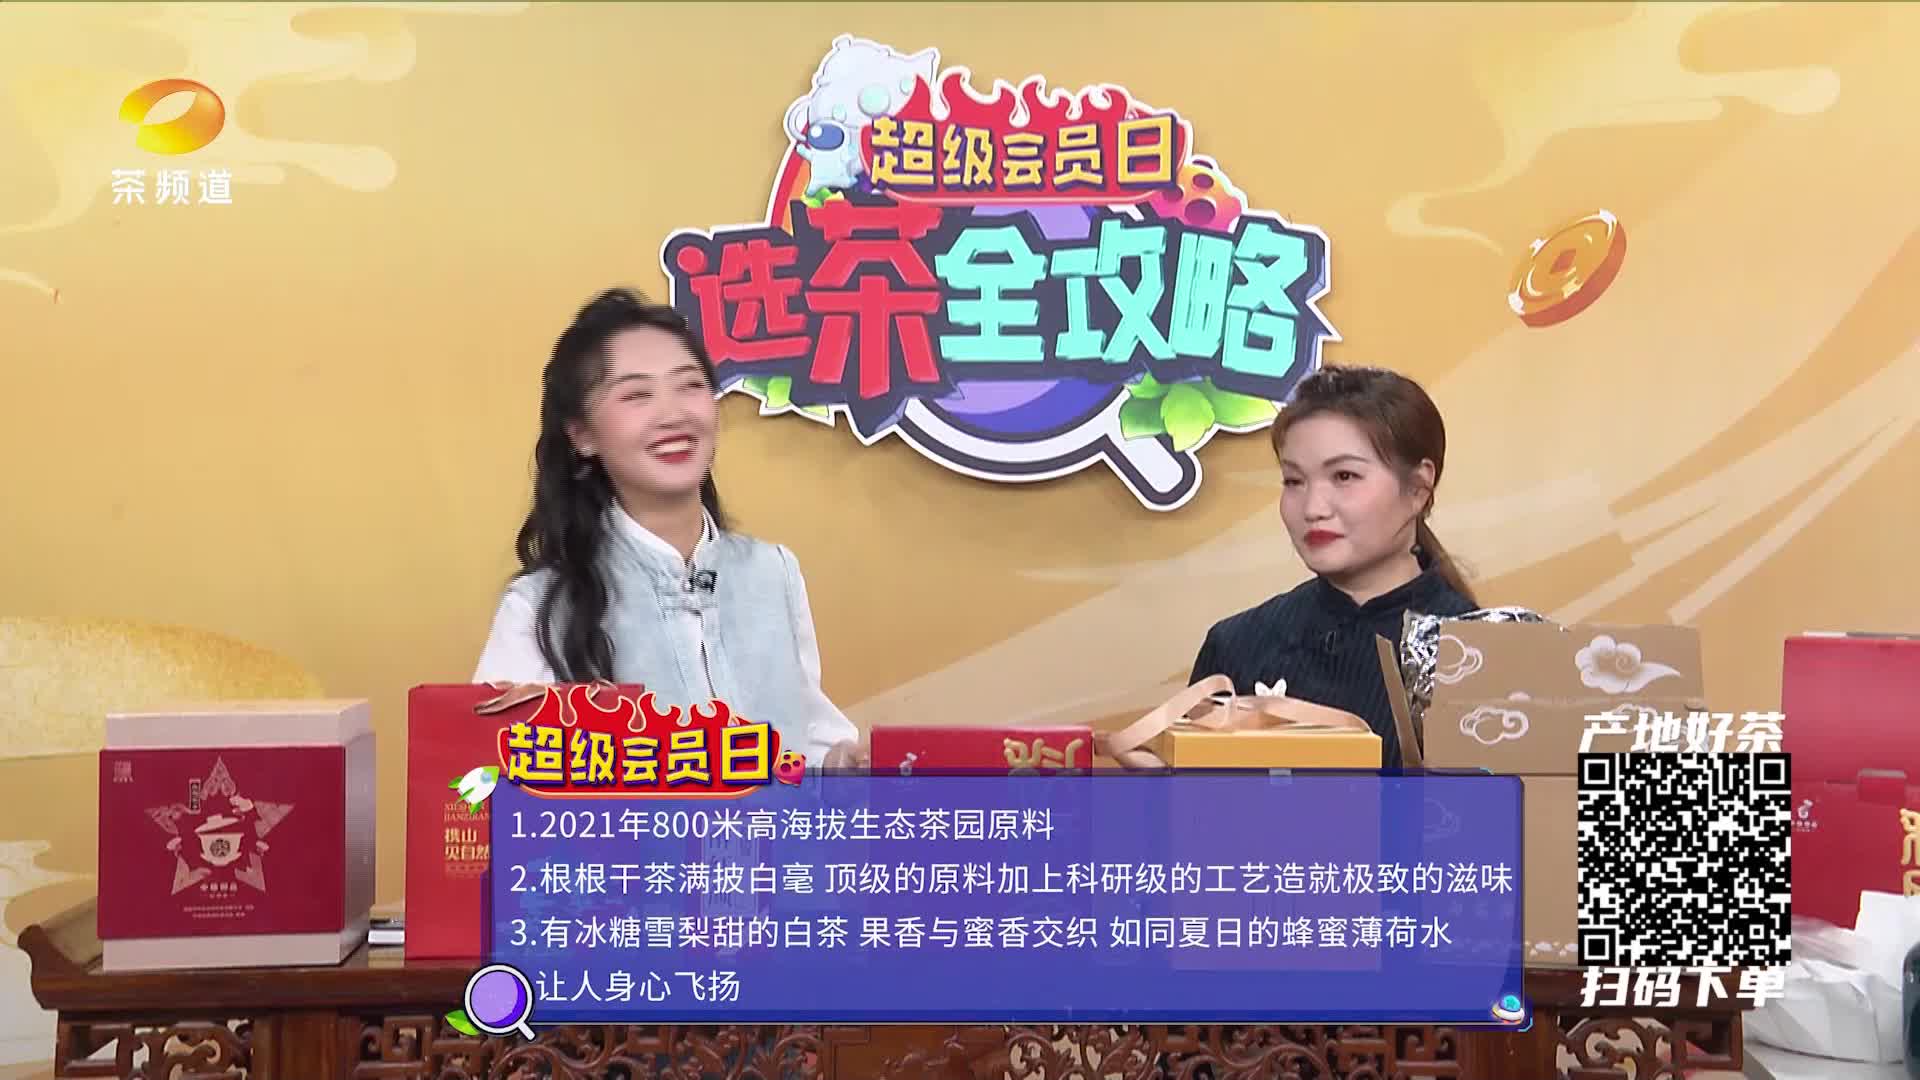 茶频道
超级会员日
选茶全攻略
产地好茶
超级会员日
1.2021年800米高海拔生态茶园原料
2.根根干茶满披白毫 顶级的原料加上科研级的工艺造就极致的滋味
3.有冰糖雪梨甜的白茶 果香与蜜香交织 如同夏日的蜂蜜薄荷水
让人身心飞扬
携山
见自然
扫码下单